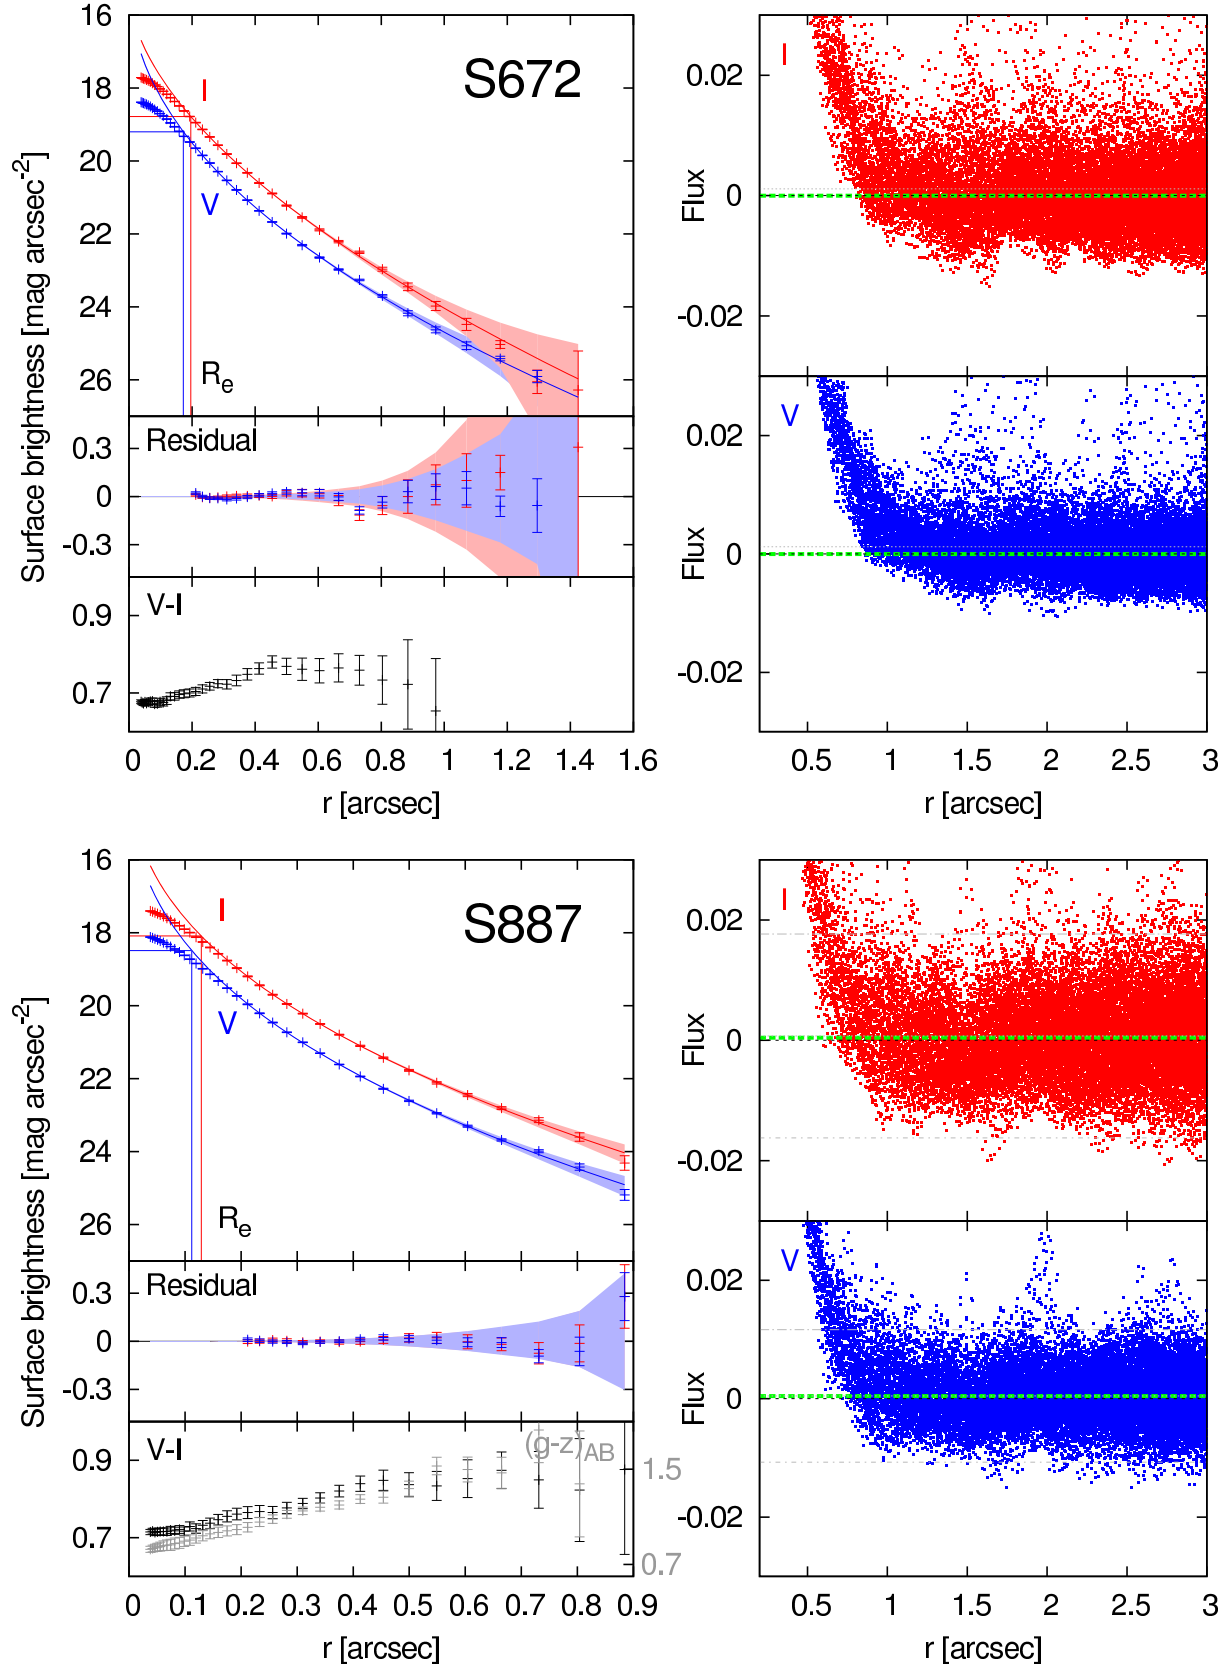 S672
I
V
R_e
Surface brightness [mag arcsec^-2]
16
18
20
22
24
26
Residual
0.3
0
-0.3
V-I
0.9
0.7
0 0.2 0.4 0.6 0.8 1 1.2 1.4 1.6
r [arcsec]
I
Flux
0.02
0
-0.02
V
Flux
0.02
0
-0.02
0.5 1 1.5 2 2.5 3
r [arcsec]
S887
I
V
R_e
Surface brightness [mag arcsec^-2]
16
18
20
22
24
26
Residual
0.3
0
-0.3
V-I
(g-z)_AB
0.9
0.7
1.5
0.7
0 0.1 0.2 0.3 0.4 0.5 0.6 0.7 0.8 0.9
r [arcsec]
I
Flux
0.02
0
-0.02
V
Flux
0.02
0
-0.02
0.5 1 1.5 2 2.5 3
r [arcsec]